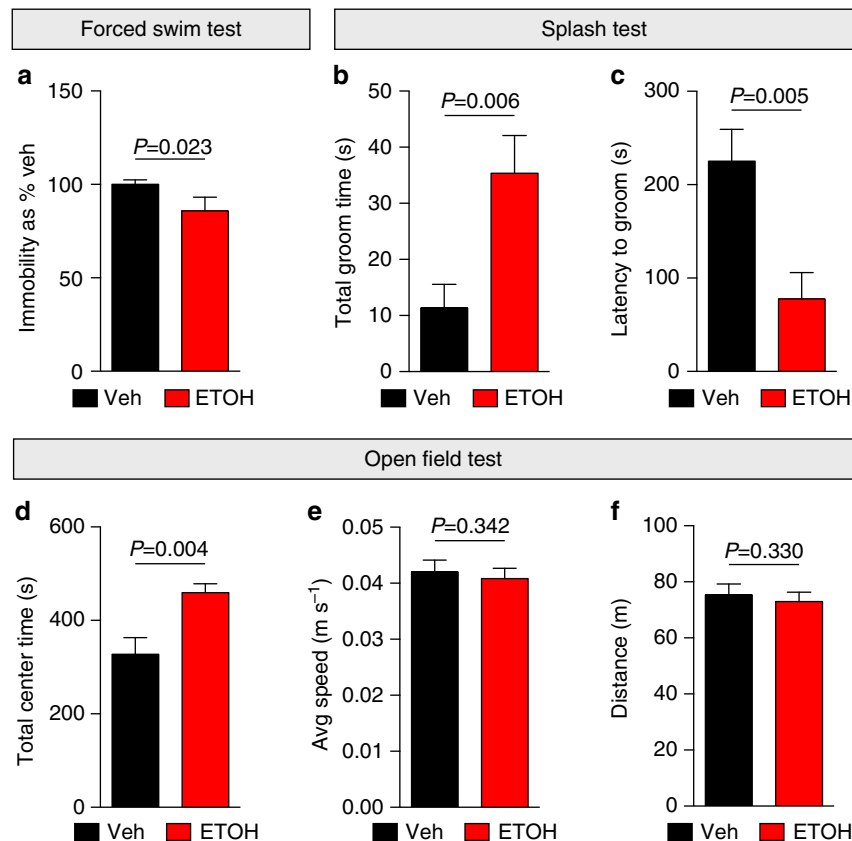 Forced swim test
Splash test
a
150
100
50
0
Immobility as % veh
P=0.023
Veh ETOH
b
50
40
30
20
10
0
Total groom time (s)
P=0.006
Veh ETOH
c
300
200
100
0
Latency to groom (s)
P=0.005
Veh ETOH
Open field test
d
600
400
200
0
Total center time (s)
P=0.004
Veh ETOH
e
0.05
0.04
0.03
0.02
0.01
0.00
Avg speed (m s⁻¹)
P=0.342
Veh ETOH
f
100
80
60
40
20
0
Distance (m)
P=0.330
Veh ETOH